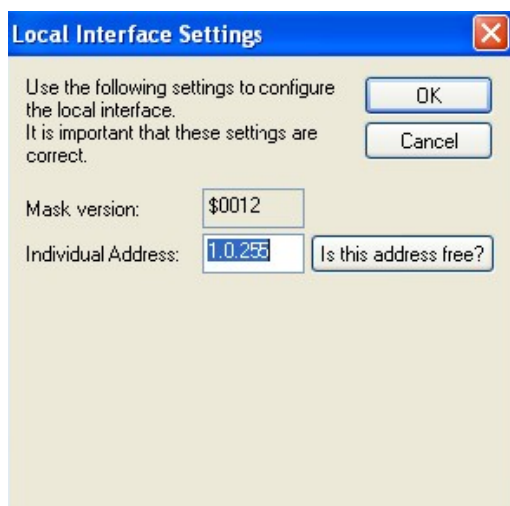 Local Interface Settings
Use the following settings to configure
the local interface.
It is important that these settings are
correct.
OK
Cancel
Mask version:
$0012
Individual Address:
1.0.255
Is this address free?